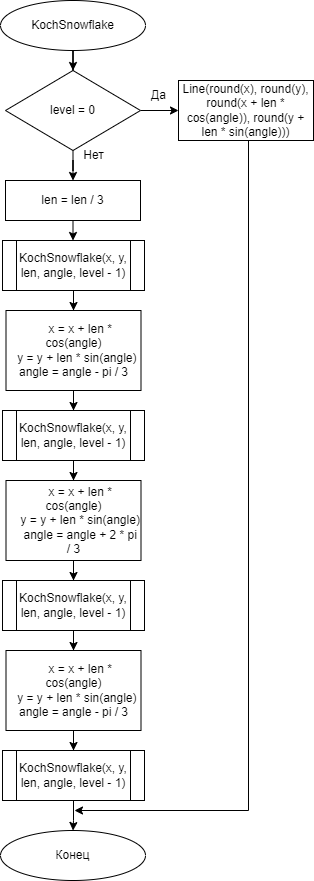 KochSnowflake
level = 0
Да
Line(round(x), round(y),
round(x + len *
cos(angle)), round(y +
len * sin(angle)))
Нет
len = len / 3
KochSnowflake(x, y,
len, angle, level - 1)
x = x + len *
cos(angle)
y = y + len * sin(angle)
angle = angle - pi / 3
KochSnowflake(x, y,
len, angle, level - 1)
x = x + len *
cos(angle)
y = y + len * sin(angle)
angle = angle + 2 * pi
/ 3
KochSnowflake(x, y,
len, angle, level - 1)
x = x + len *
cos(angle)
y = y + len * sin(angle)
angle = angle - pi / 3
KochSnowflake(x, y,
len, angle, level - 1)
Конец